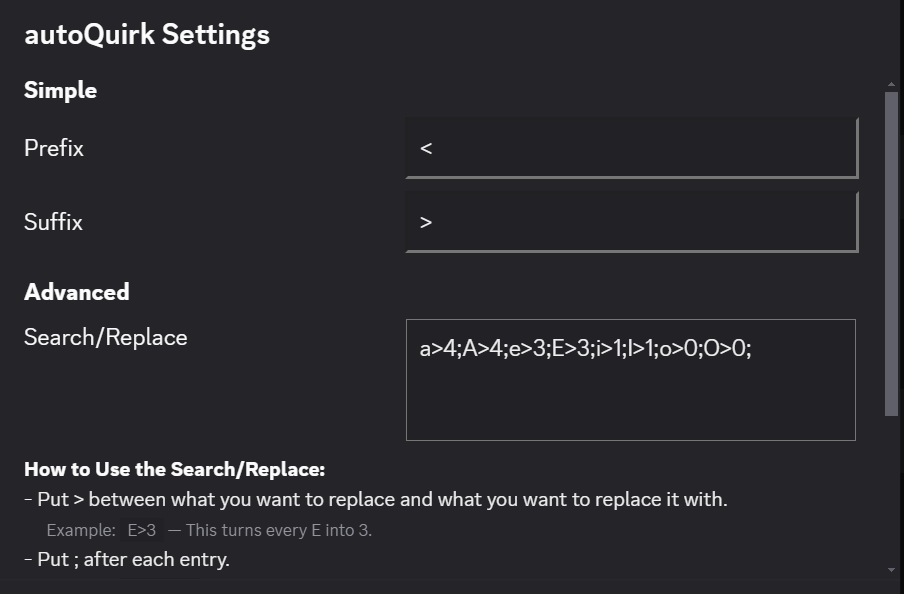 autoQuirk Settings
Simple
Prefix
<
Suffix
>
Advanced
Search/Replace
a>4;A>4;e>3;E>3;i>1;I>1;o>0;O>0;
How to Use the Search/Replace:
- Put > between what you want to replace and what you want to replace it with.
Example: E>3 — This turns every E into 3.
- Put ; after each entry.